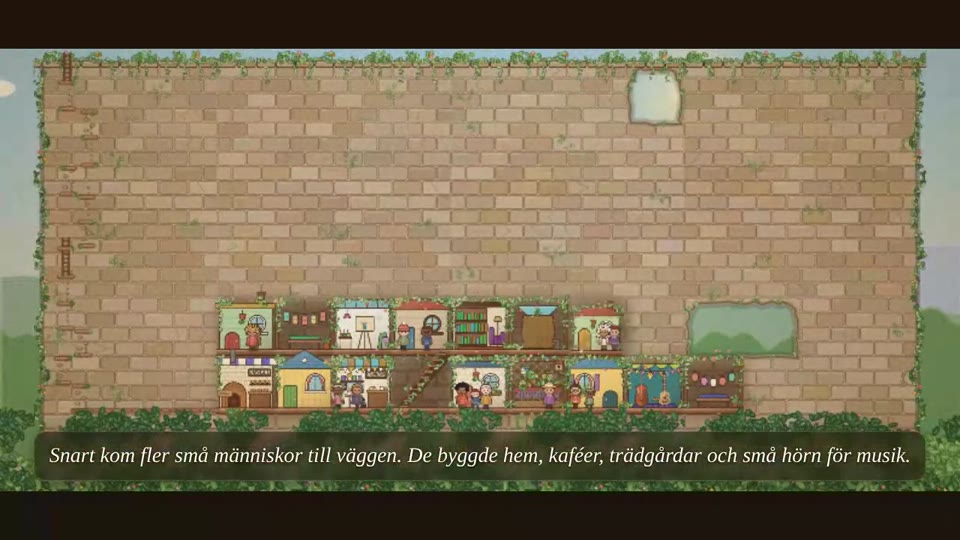 Snart kom fler små människor till väggen. De byggde hem, kaféer, trädgårdar och små hörn för musik.